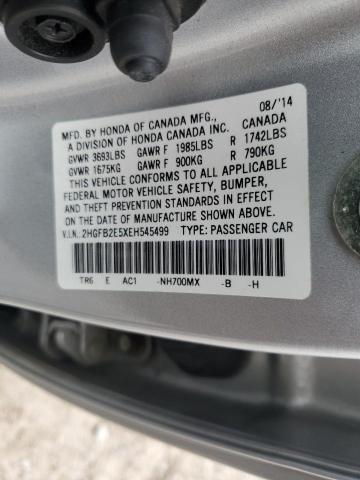 08/'14
MFD. BY HONDA OF CANADA MFG.,
A DIVISION OF HONDA CANADA INC. CANADA
GVWR 3693LBS GAWR F 1985LBS R 1742LBS
GVWR 1675KG GAWR F 900KG R 790KG
THIS VEHICLE CONFORMS TO ALL APPLICABLE
FEDERAL MOTOR VEHICLE SAFETY, BUMPER,
AND THEFT PREVENTION STANDARDS IN EFFECT
ON THE DATE OF MANUFACTURE SHOWN ABOVE.
V.I.N.: 2HGFB2E5XEH545499 TYPE: PASSENGER CAR
TR6 E AC1 -NH700MX -B -H